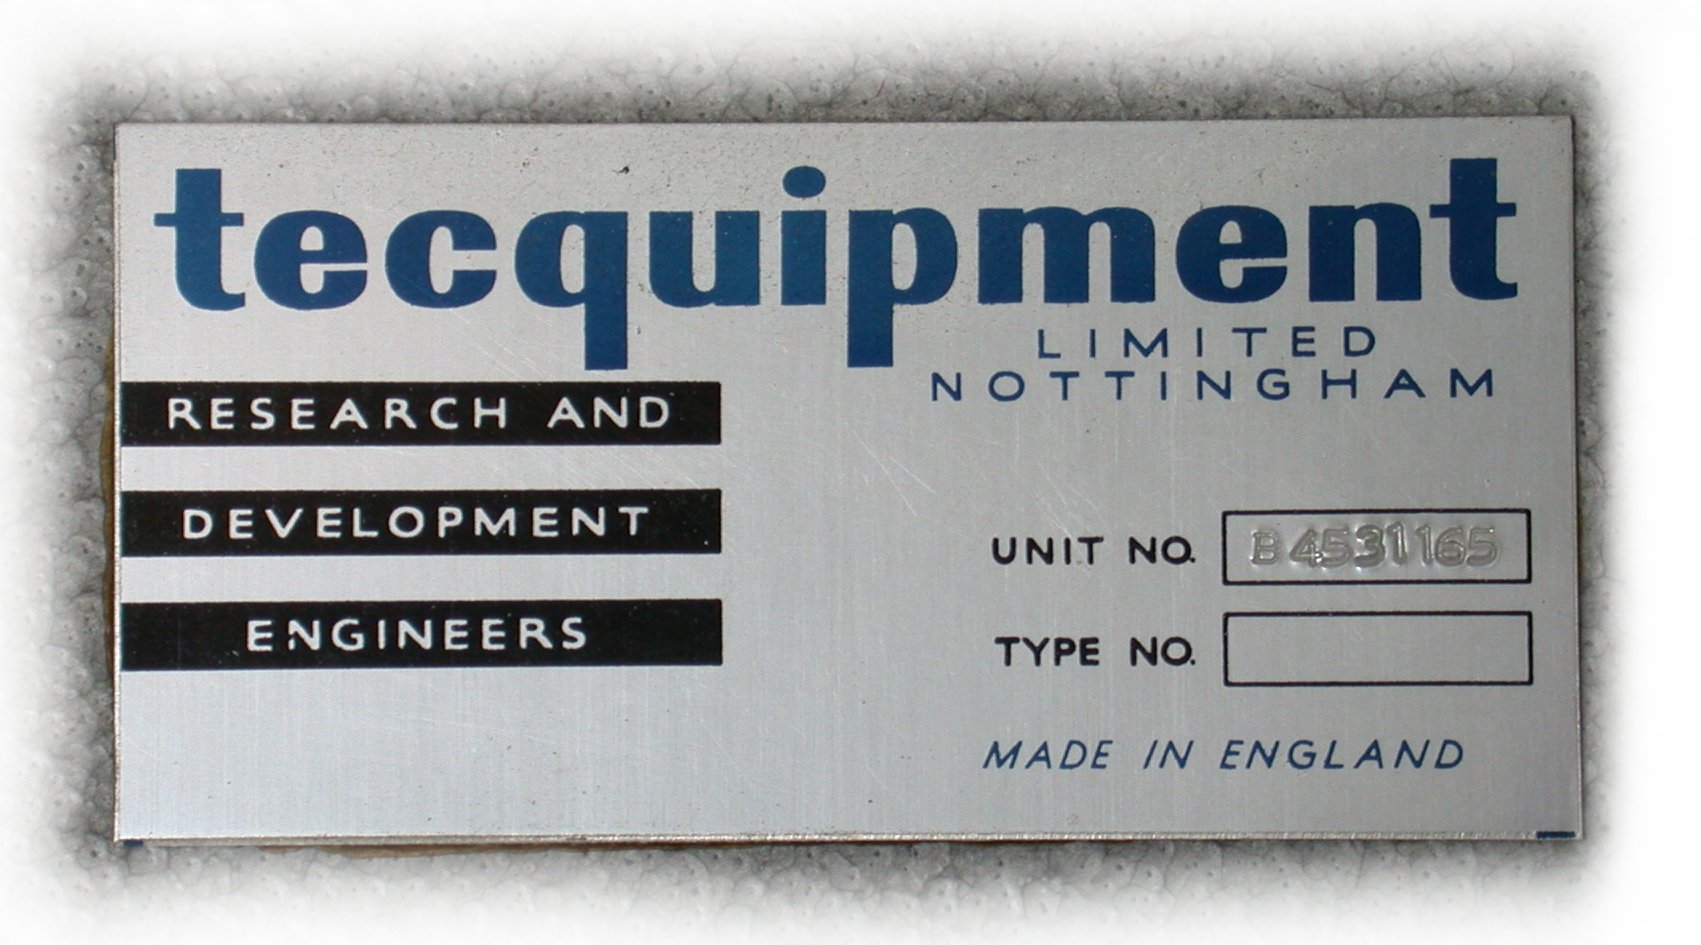 tecquipment
LIMITED
NOTTINGHAM
RESEARCH AND
DEVELOPMENT
ENGINEERS
UNIT NO. B4531165
TYPE NO.
MADE IN ENGLAND